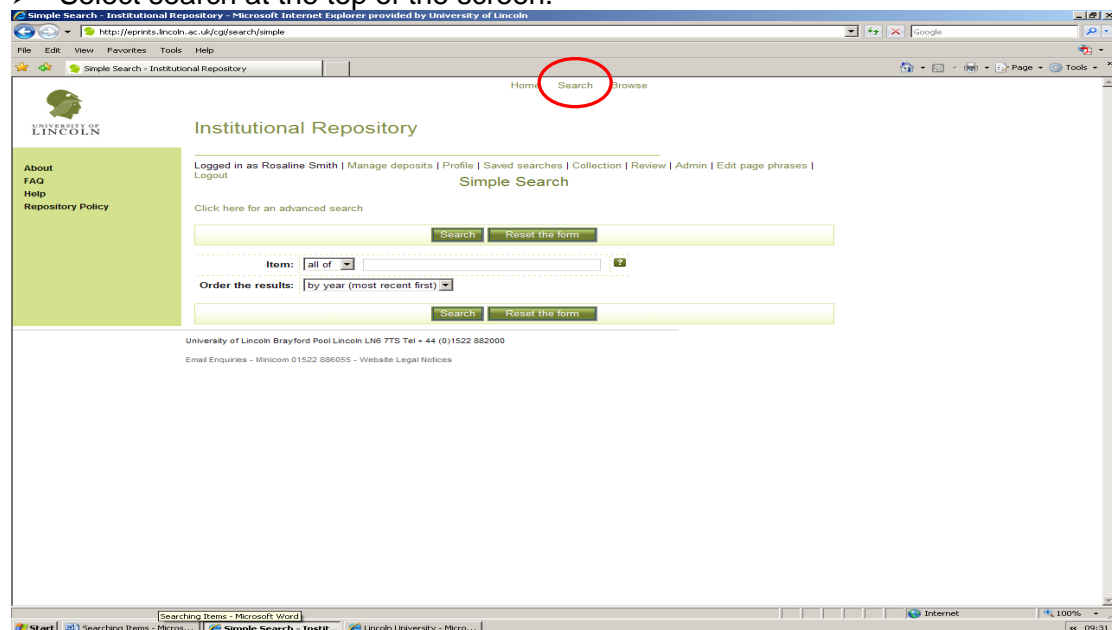 ➢ Select search at the top of the screen.
Simple Search - Institutional Repository - Microsoft Internet Explorer provided by University of Lincoln
http://eprints.lincoln.ac.uk/cgi/search/simple
Google
File Edit View Favorites Tools Help
Simple Search - Institutional Repository
Page Tools
Home Search Browse
UNIVERSITY OF
LINCOLN
Institutional Repository
About
FAQ
Help
Repository Policy
Logged in as Rosaline Smith | Manage deposits | Profile | Saved searches | Collection | Review | Admin | Edit page phrases |
Logout
Simple Search
Click here for an advanced search
Search Reset the form
Item: all of ?
Order the results: by year (most recent first)
Search Reset the form
University of Lincoln Brayford Pool Lincoln LN6 7TS Tel + 44 (0)1522 882000
Email Enquiries - Minicom 01522 886055 - Website Legal Notices
Searching Items - Microsoft Word
Internet 100%
Start Searching Items - Micros... Simple Search - Instit... Lincoln University - Micro... « 09:31